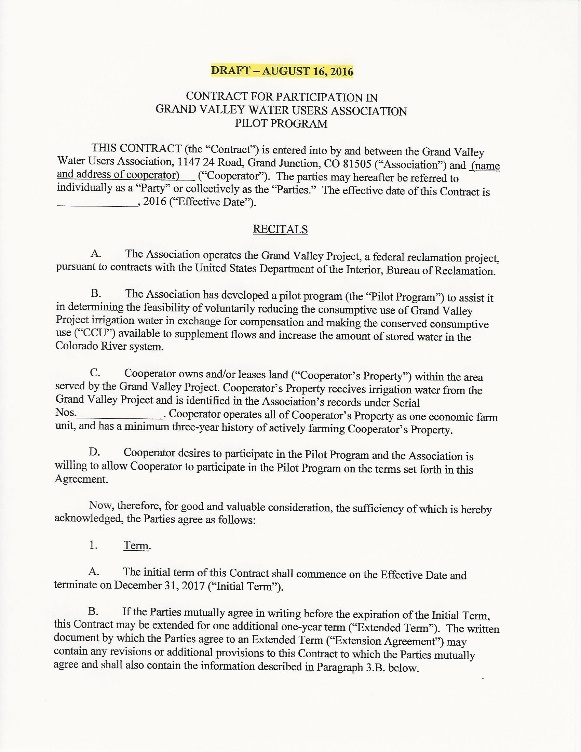 DRAFT – AUGUST 16, 2016
CONTRACT FOR PARTICIPATION IN
GRAND VALLEY WATER USERS ASSOCIATION
PILOT PROGRAM
THIS CONTRACT (the “Contract”) is entered into by and between the Grand Valley
Water Users Association, 1147 24 Road, Grand Junction, CO 81505 (“Association”) and (name
and address of cooperator)___ (“Cooperator”). The parties may hereafter be referred to
individually as a “Party” or collectively as the “Parties.” The effective date of this Contract is
______________, 2016 (“Effective Date”).
RECITALS
A. The Association operates the Grand Valley Project, a federal reclamation project,
pursuant to contracts with the United States Department of the Interior, Bureau of Reclamation.
B. The Association has developed a pilot program (the “Pilot Program”) to assist it
in determining the feasibility of voluntarily reducing the consumptive use of Grand Valley
Project irrigation water in exchange for compensation and making the conserved consumptive
use (“CCU”) available to supplement flows and increase the amount of stored water in the
Colorado River system.
C. Cooperator owns and/or leases land (“Cooperator’s Property”) within the area
served by the Grand Valley Project. Cooperator’s Property receives irrigation water from the
Grand Valley Project and is identified in the Association’s records under Serial
Nos.______________. Cooperator operates all of Cooperator’s Property as one economic farm
unit, and has a minimum three-year history of actively farming Cooperator’s Property.
D. Cooperator desires to participate in the Pilot Program and the Association is
willing to allow Cooperator to participate in the Pilot Program on the terms set forth in this
Agreement.
Now, therefore, for good and valuable consideration, the sufficiency of which is hereby
acknowledged, the Parties agree as follows:
1. Term.
A. The initial term of this Contract shall commence on the Effective Date and
terminate on December 31, 2017 (“Initial Term”).
B. If the Parties mutually agree in writing before the expiration of the Initial Term,
this Contract may be extended for one additional one-year term (“Extended Term”). The written
document by which the Parties agree to an Extended Term (“Extension Agreement”) may
contain any revisions or additional provisions to this Contract to which the Parties mutually
agree and shall also contain the information described in Paragraph 3.B. below.